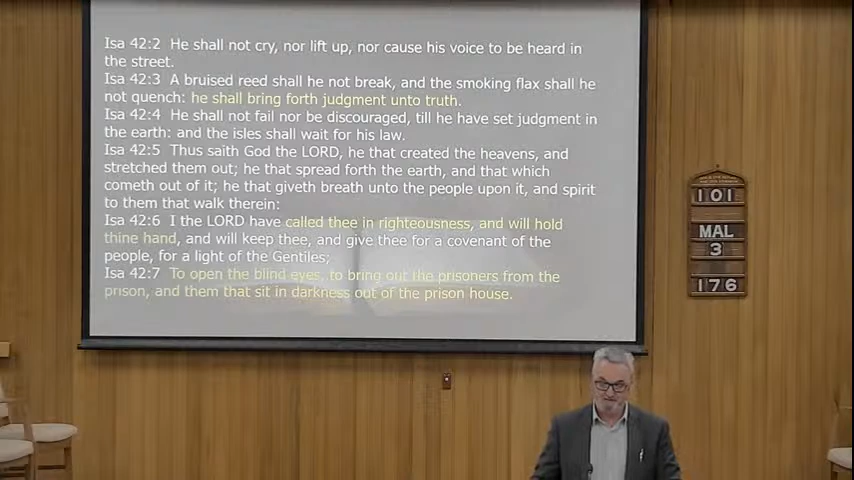 Isa 42:2 He shall not cry, nor lift up, nor cause his voice to be heard in
the street.
Isa 42:3 A bruised reed shall he not break, and the smoking flax shall he
not quench: he shall bring forth judgment unto truth.
Isa 42:4 He shall not fail nor be discouraged, till he have set judgment in
the earth: and the isles shall wait for his law.
Isa 42:5 Thus saith God the LORD, he that created the heavens, and
stretched them out; he that spread forth the earth, and that which
cometh out of it; he that giveth breath unto the people upon it, and spirit
to them that walk therein:
Isa 42:6 I the LORD have called thee in righteousness, and will hold
thine hand, and will keep thee, and give thee for a covenant of the
people, for a light of the Gentiles;
Isa 42:7 To open the blind eyes, to bring out the prisoners from the
prison, and them that sit in darkness out of the prison house.
101
MAL
3
176